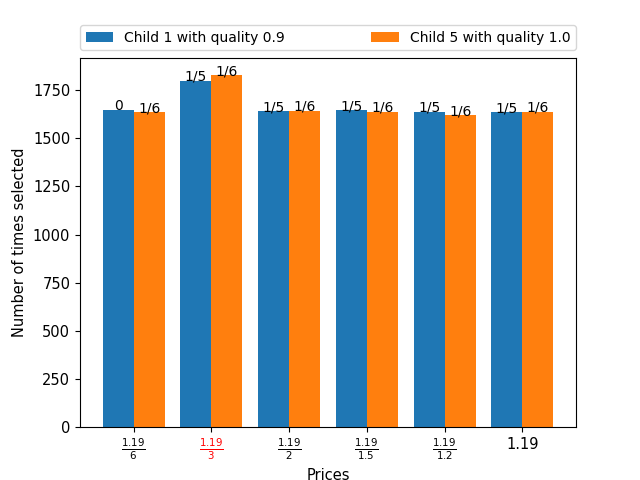 Child 1 with quality 0.9 Child 5 with quality 1.0
Number of times selected
1750
1500
1250
1000
750
500
250
0
0 1/6 1/5 1/6 1/5 1/6 1/5 1/6 1/5 1/6 1/5 1/6
1.19/6 1.19/3 1.19/2 1.19/1.5 1.19/1.2 1.19
Prices